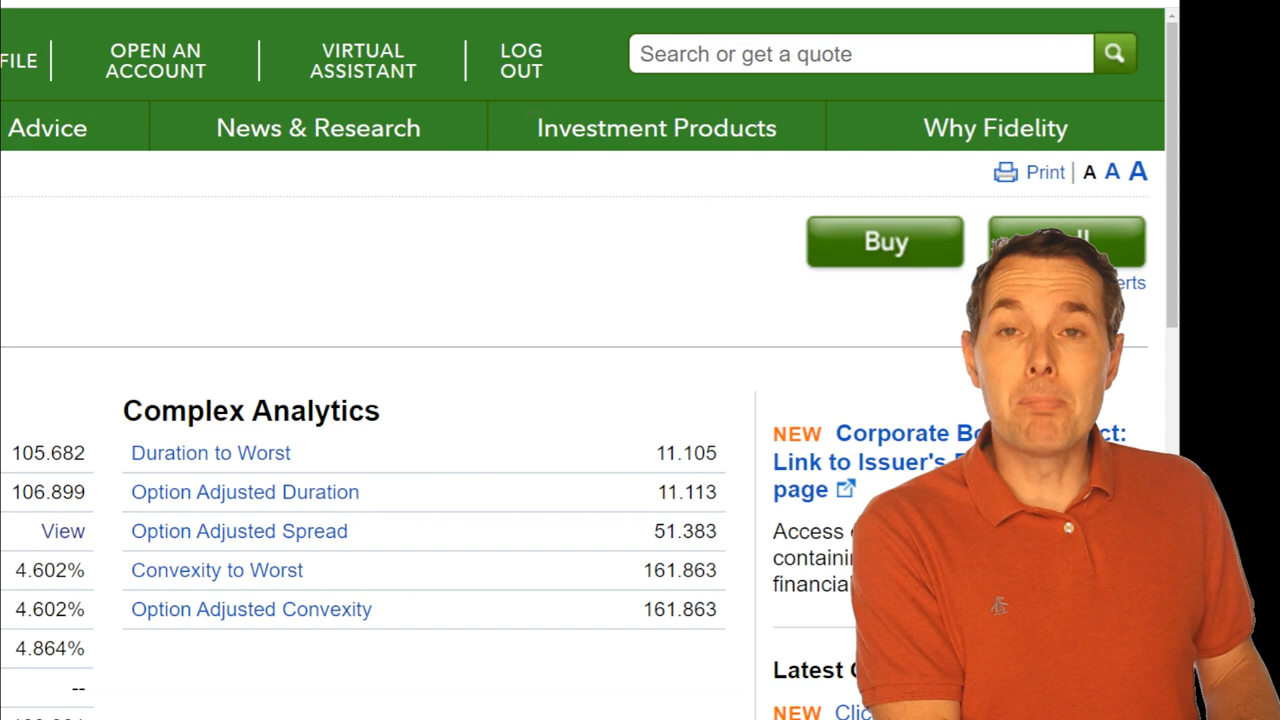 FILE
OPEN AN
ACCOUNT
VIRTUAL
ASSISTANT
LOG
OUT
Search or get a quote
Advice
News & Research
Investment Products
Why Fidelity
Print | A A A
Buy
Complex Analytics
105.682
Duration to Worst 11.105
106.899
Option Adjusted Duration 11.113
View
Option Adjusted Spread 51.383
4.602%
Convexity to Worst 161.863
4.602%
Option Adjusted Convexity 161.863
4.864%
--
NEW Corporate
Link to Issuer's
page
Access
Latest
NEW